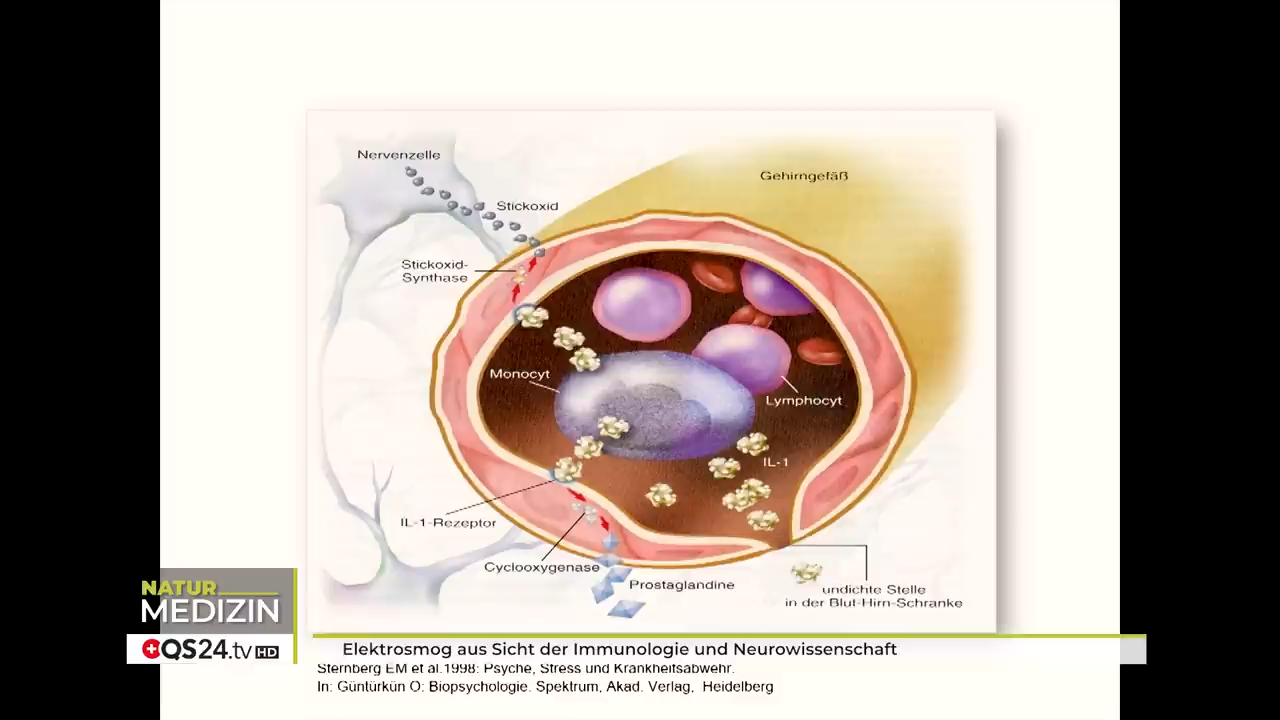 Nervenzelle
Gehirngefäß
Stickoxid
Stickoxid-
Synthase
Monocyt
Lymphocyt
IL-1
IL-1-Rezeptor
Cyclooxygenase
Prostaglandine
undichte Stelle
in der Blut-Hirn-Schranke
NATUR
MEDIZIN
QS24.tv HD
Elektrosmog aus Sicht der Immunologie und Neurowissenschaft
Sternberg EM et al.1998: Psyche, Stress und Krankheitsabwehr.
In: Güntürkün O: Biopsychologie. Spektrum, Akad. Verlag, Heidelberg